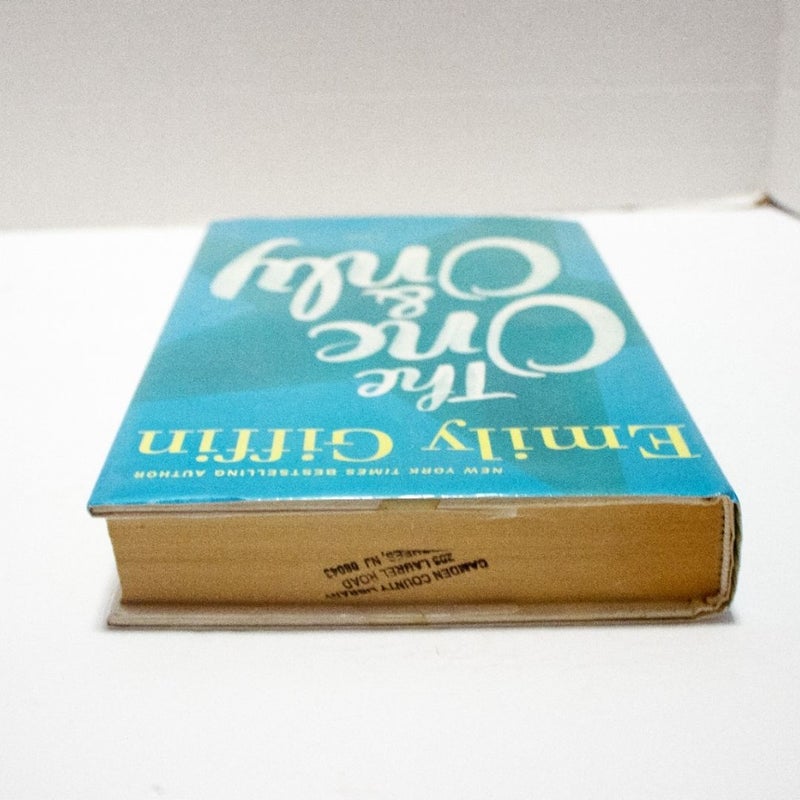 NEW YORK TIMES BESTSELLING AUTHOR
Emily Giffin
The
One
&
Only
CAMDEN COUNTY LIBRARY
203 LAUREL ROAD
NJ 08043